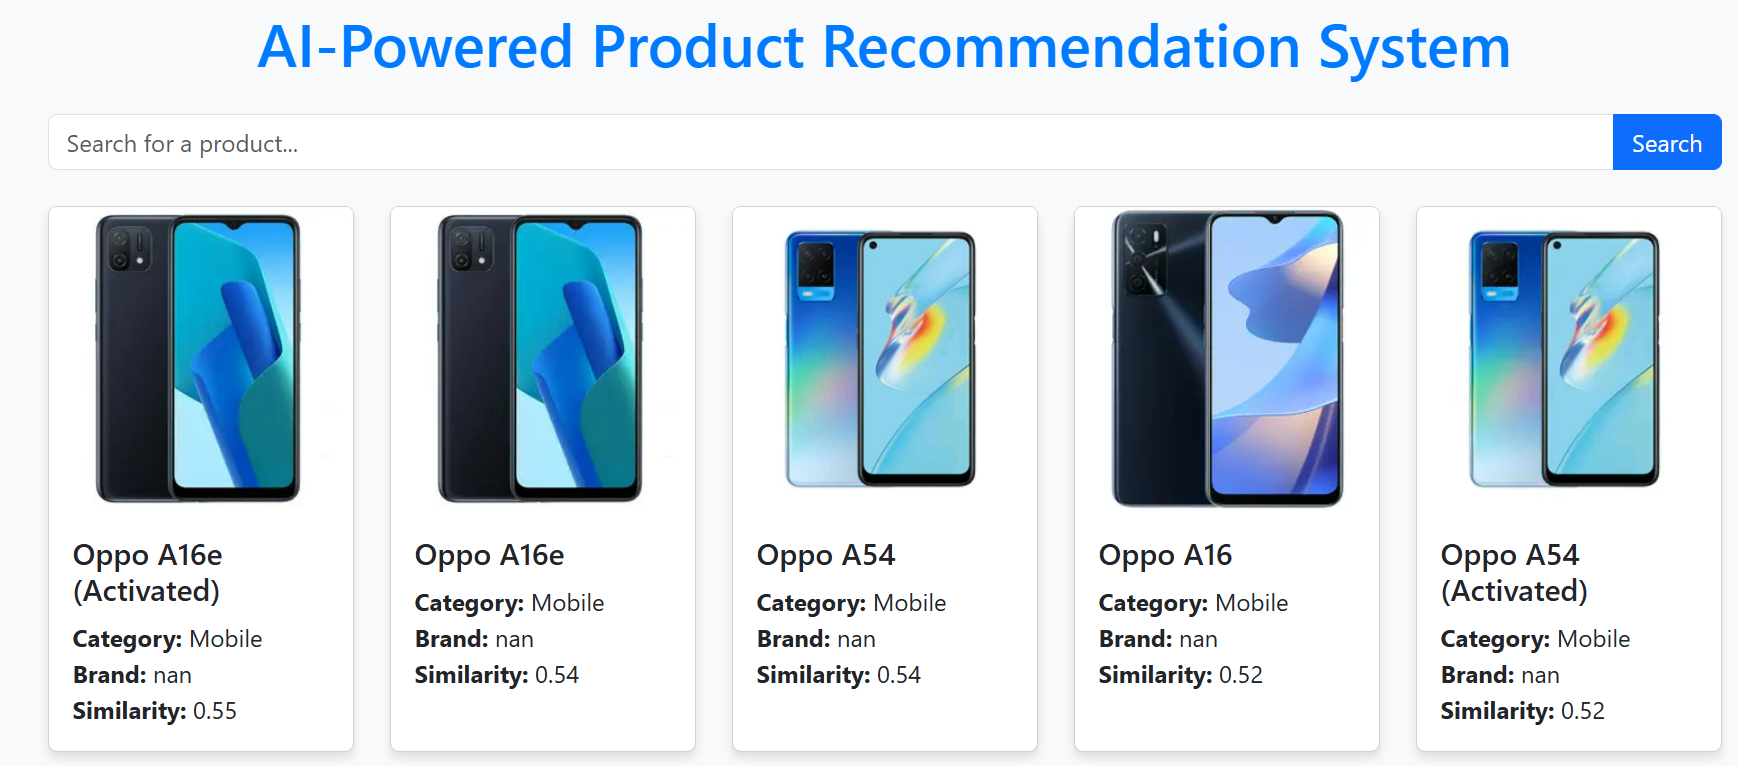 AI-Powered Product Recommendation System
Search for a product...
Search
Oppo A16e
(Activated)
Category: Mobile
Brand: nan
Similarity: 0.55
Oppo A16e
Category: Mobile
Brand: nan
Similarity: 0.54
Oppo A54
Category: Mobile
Brand: nan
Similarity: 0.54
Oppo A16
Category: Mobile
Brand: nan
Similarity: 0.52
Oppo A54
(Activated)
Category: Mobile
Brand: nan
Similarity: 0.52